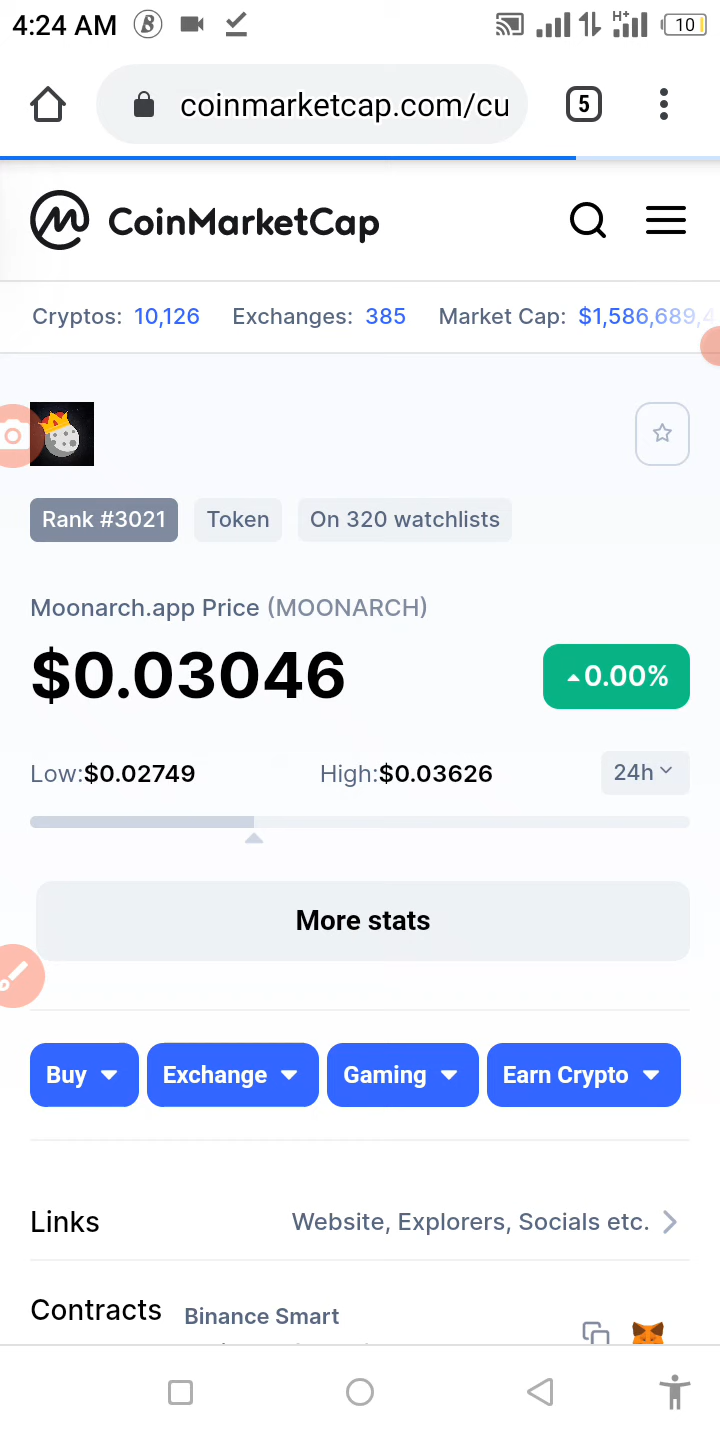 4:24 AM B H+ 10
coinmarketcap.com/cu 5
CoinMarketCap
Cryptos: 10,126 Exchanges: 385 Market Cap: $1,586,689,4
Rank #3021 Token On 320 watchlists
Moonarch.app Price (MOONARCH)
$0.03046 0.00%
Low:$0.02749 High:$0.03626 24h
More stats
Buy Exchange Gaming Earn Crypto
Links Website, Explorers, Socials etc.
Contracts Binance Smart